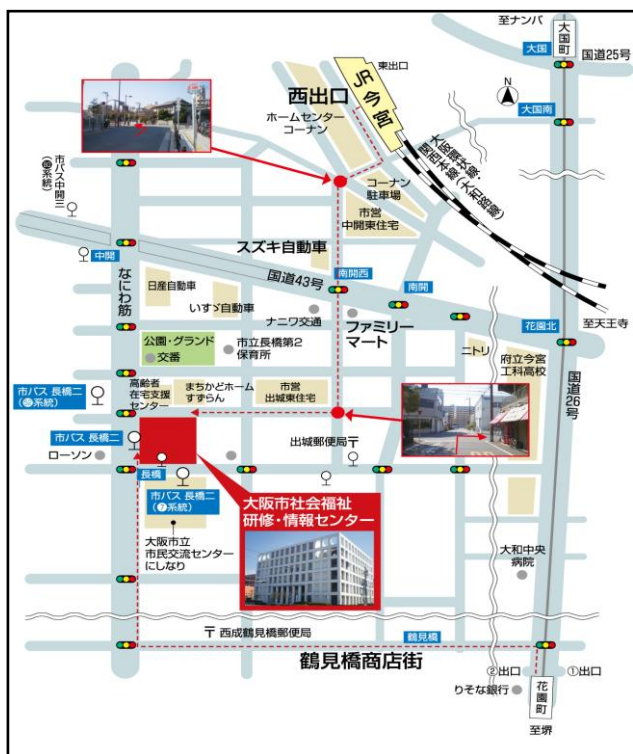 至ナンバ
大国町
大国
国道25号
大国南
N
東出口
JR今宮
西出口
ホームセンター
コーナン
大阪環状線・
関西本線(大和路線)
コーナン
駐車場
市営
中開東住宅
市バス中開三
(52系統)
スズキ自動車
中開
国道43号
南開西
南開
なにわ筋
日産自動車
いすゞ自動車
ナニワ交通
ファミリー
マート
花園北
至天王寺
公園・グランド
交番
市立長橋第2
保育所
ニトリ
府立今宮
工科高校
国道26号
高齢者
在宅支援
センター
まちかどホーム
すずらん
市営
出城東住宅
市バス 長橋二
(52系統)
市バス 長橋二
出城郵便局〒
ローソン
長橋
市バス 長橋二
(7系統)
大阪市社会福祉
研修・情報センター
大阪市立
市民交流センター
にしなり
大和中央
病院
〒西成鶴見橋郵便局
鶴見橋
鶴見橋商店街
②出口
①出口
りそな銀行
花園町
至堺